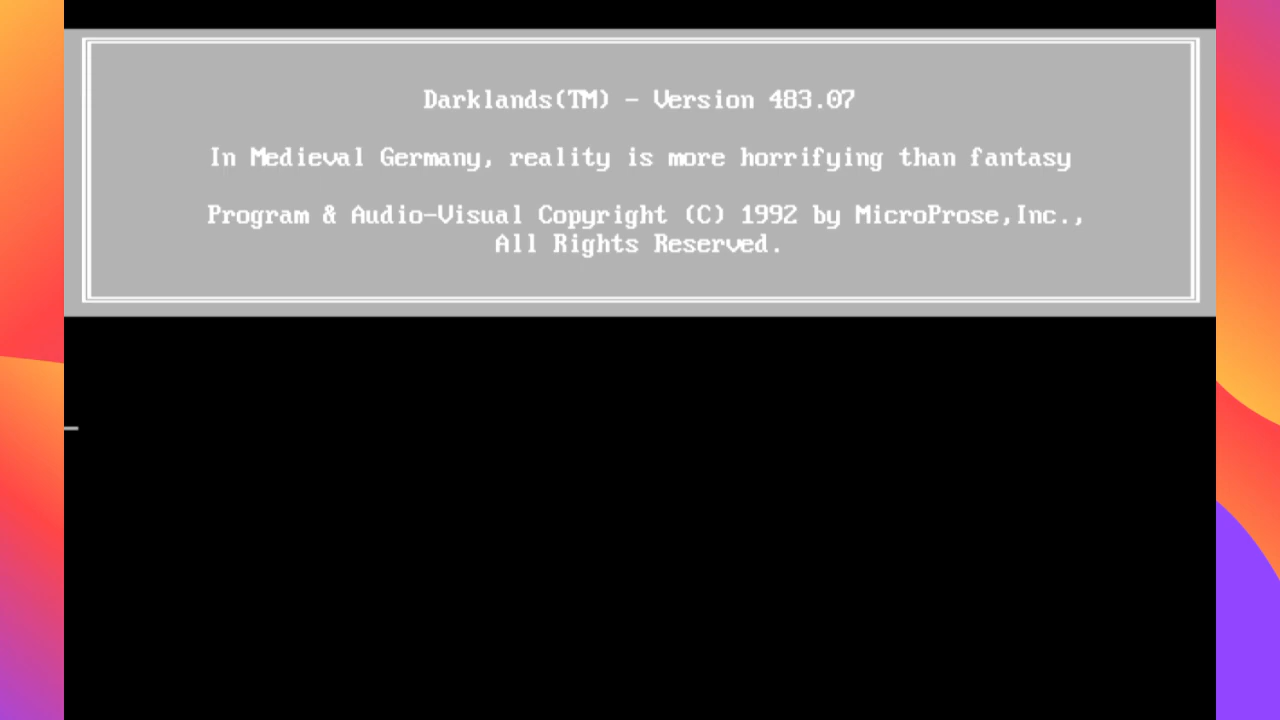 Darklands(TM) - Version 483.07
In Medieval Germany, reality is more horrifying than fantasy
Program & Audio-Visual Copyright (C) 1992 by MicroProse,Inc.,
All Rights Reserved.